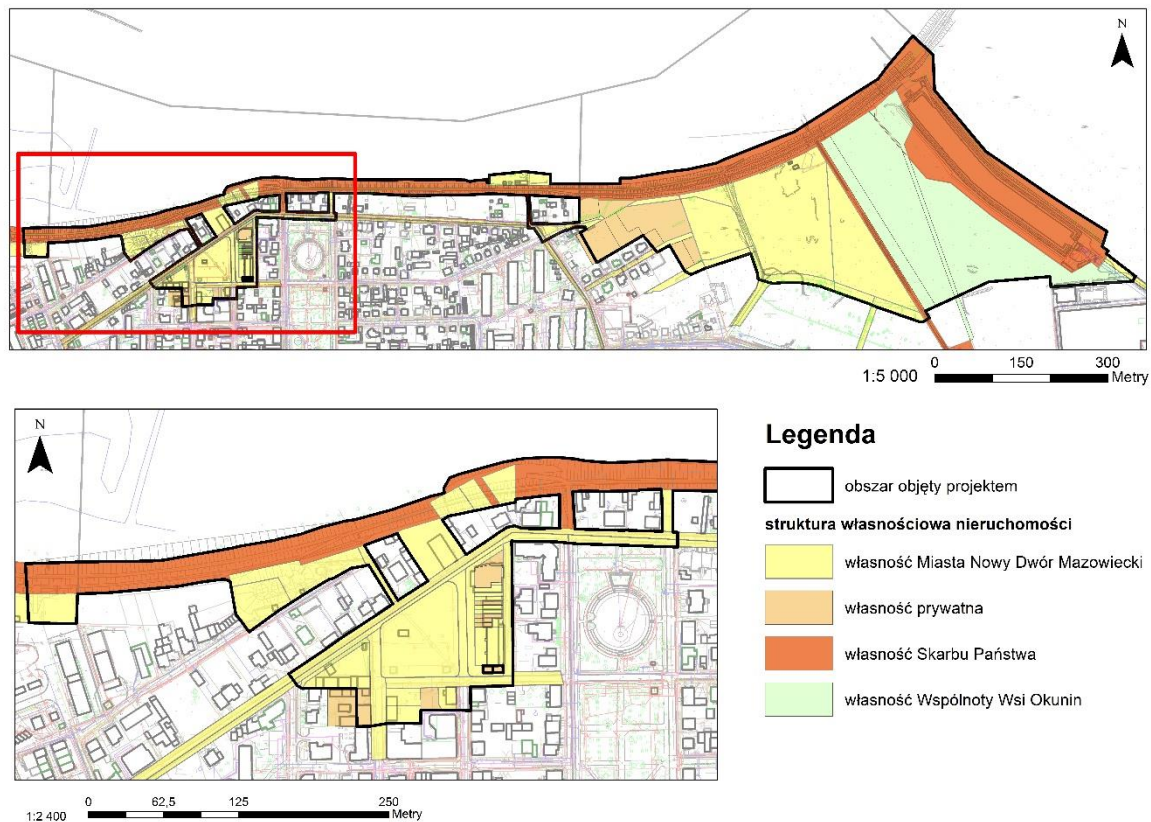 N
0 150 300
1:5 000 Metry
N
Legenda
obszar objęty projektem
struktura własnościowa nieruchomości
własność Miasta Nowy Dwór Mazowiecki
własność prywatna
własność Skarbu Państwa
własność Wspólnoty Wsi Okunin
0 62,5 125 250
1:2 400 Metry